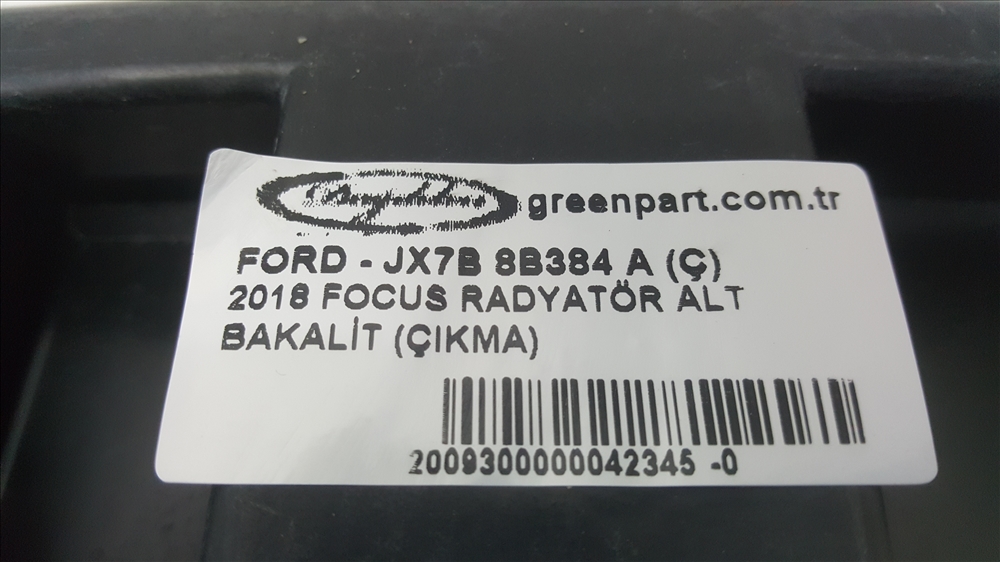 greenpart.com.tr
FORD - JX7B 8B384 A (Ç)
2018 FOCUS RADYATÖR ALT
BAKALİT (ÇIKMA)
2009300000042345 -0